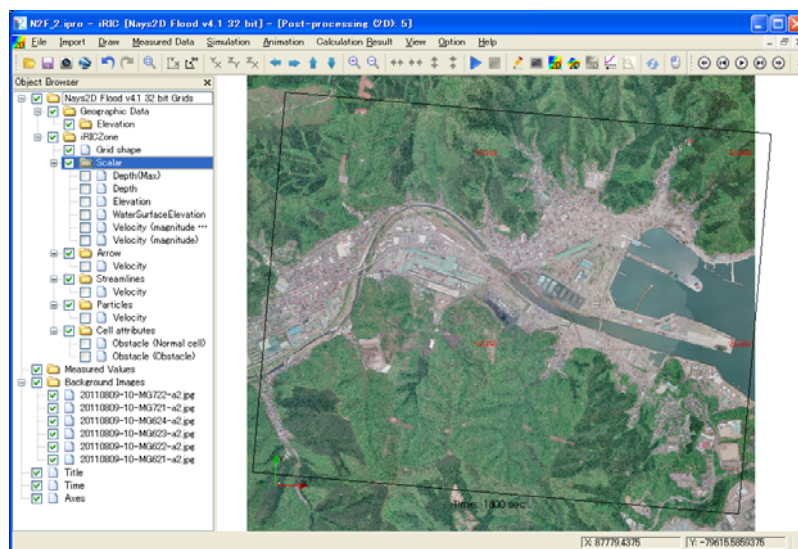 N2F_2.ipro - iRIC [Nays2D Flood v4.1 32 bit] - [Post-processing (2D): 5]
File Import Draw Measured Data Simulation Animation Calculation Result View Option Help
Object Browser
Nays2D Flood v4.1 32 bit Grids
Geographic Data
Elevation
iRICZone
Grid shape
Scalar
Depth(Max)
Depth
Elevation
WaterSurfaceElevation
Velocity (magnitude ...
Velocity (magnitude)
Arrow
Velocity
Streamlines
Velocity
Particles
Velocity
Cell attributes
Obstacle (Normal cell)
Obstacle (Obstacle)
Measured Values
Background Images
20110809-10-MG722-a2.jpg
20110809-10-MG721-a2.jpg
20110809-10-MG624-a2.jpg
20110809-10-MG623-a2.jpg
20110809-10-MG622-a2.jpg
20110809-10-MG621-a2.jpg
Title
Time
Axes
Time: 1800 sec
X: 87779.4375 Y: -79615.5859375